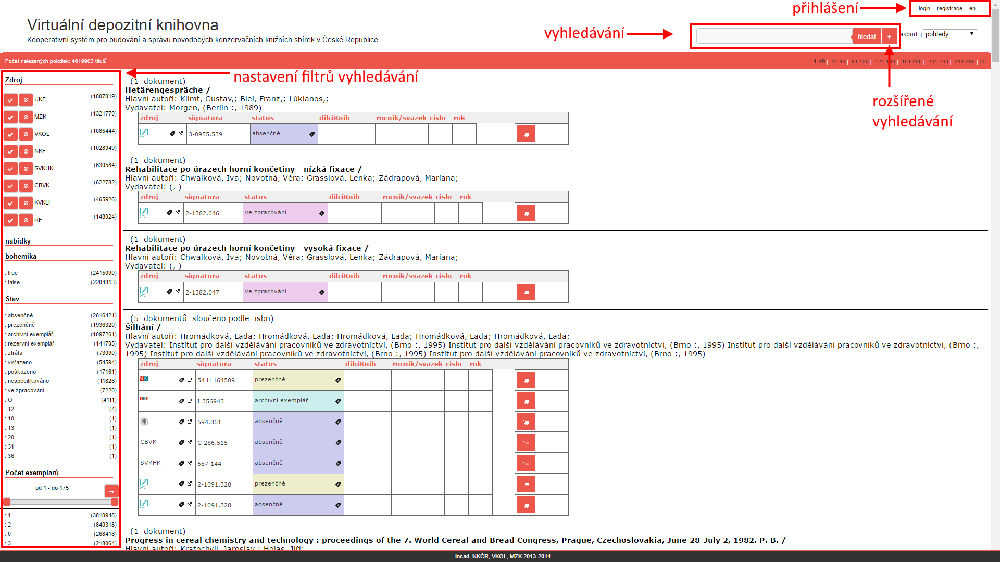 přihlášení
login registrace en
Virtuální depozitní knihovna
Kooperativní systém pro budování a správu novodobých konzervačních knižních sbírek v České Republice
vyhledávání
hledat + export | pohledy...
Počet nalezených položek: 4619903 titulů
1-40 | 41-80 | 81-120 | 121-160 | 161-200 | 201-240 | 241-280 | >>
nastavení filtrů vyhledávání
rozšířené
vyhledávání
Zdroj
UKF (1807019)
MZK (1321770)
VKOL (1085444)
NKF (1028949)
SVKHK (630584)
CBVK (622782)
KVKLI (465926)
RF (148024)
nabídky
bohemika
:: true (2415090)
:: false (2204813)
Stav
:: absenčně (2616421)
:: prezenčně (1936320)
:: archivní exemplář (1097261)
:: rezervní exemplář (141705)
:: ztráta (73090)
:: vyřazeno (54594)
:: poškozeno (17161)
:: nespecifikováno (11826)
:: ve zpracování (7220)
:: O (4111)
:: 12 (4)
:: 10 (1)
:: 13 (1)
:: 20 (1)
:: 31 (1)
:: 36 (1)
Počet exemplarů
od 1 - do 175
:: 1 (3810948)
:: 2 (840318)
:: 0 (268416)
:: 3 (218064)
(1 dokument)
Hetärengespräche /
Hlavní autoři: Klimt, Gustav,; Blei, Franz,; Lúkianos,;
Vydavatel: Morgen, (Berlin :, 1989)
zdroj signatura status dilciKnih rocnik/svazek cislo rok
3-0955.539 absenčně
(1 dokument)
Rehabilitace po úrazech horní končetiny - nízká fixace /
Hlavní autoři: Chwalková, Iva; Novotná, Věra; Grasslová, Lenka; Zádrapová, Mariana;
Vydavatel: (, )
zdroj signatura status dilciKnih rocnik/svazek cislo rok
2-1382.046 ve zpracování
(1 dokument)
Rehabilitace po úrazech horní končetiny - vysoká fixace /
Hlavní autoři: Chwalková, Iva; Novotná, Věra; Grasslová, Lenka; Zádrapová, Mariana;
Vydavatel: (, )
zdroj signatura status dilciKnih rocnik/svazek cislo rok
2-1382.047 ve zpracování
(5 dokumentů sloučeno podle isbn)
Šilhání /
Hlavní autoři: Hromádková, Lada; Hromádková, Lada; Hromádková, Lada; Hromádková, Lada; Hromádková, Lada;
Vydavatel: Institut pro další vzdělávání pracovníků ve zdravotnictví, (Brno :, 1995) Institut pro další vzdělávání pracovníků ve zdravotnictví, (Brno :, 1995) Institut pro další vzdělávání pracovníků ve zdravotnictví, (Brno :,
1995) Institut pro další vzdělávání pracovníků ve zdravotnictví, (Brno :, 1995) Institut pro další vzdělávání pracovníků ve zdravotnictví, (Brno :, 1995)
zdroj signatura status dilciKnih rocnik/svazek cislo rok
NK 54 H 164509 prezenčně
NKF I 356943 archivní exemplář
594.861 absenčně
CBVK C 286.515 absenčně
SVKHK 687 144 absenčně
2-1091.328 prezenčně
2-1091.328 absenčně
(1 dokument)
Progress in cereal chemistry and technology : proceedings of the 7. World Cereal and Bread Congress, Prague, Czechoslovakia, June 28-July 2, 1982. P. B. /
Hlavní autoři: Kratochvíl, Jaroslav,; Holas, Jiří;
Incad, NKČR, VKOL, MZK 2013-2014